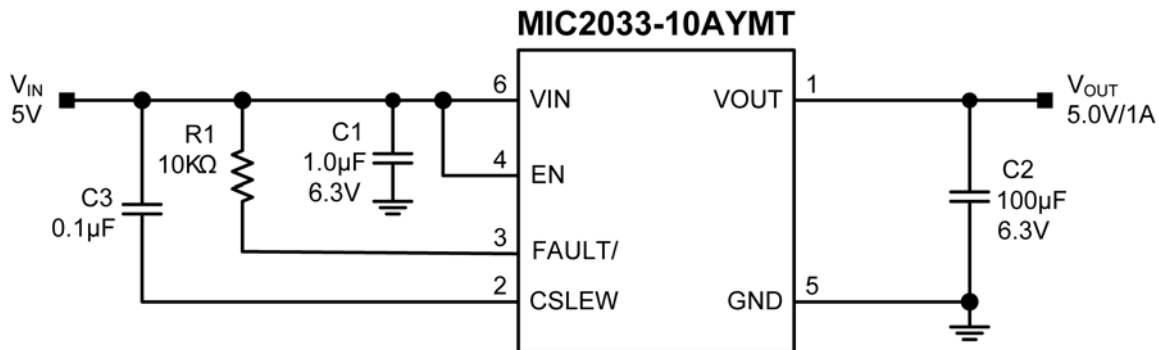 MIC2033-10AYMT
VIN
5V
R1
10KΩ
C1
1.0µF
6.3V
C3
0.1µF
6
VIN
4
EN
3
FAULT/
2
CSLEW
VOUT
1
GND
5
VOUT
5.0V/1A
C2
100µF
6.3V